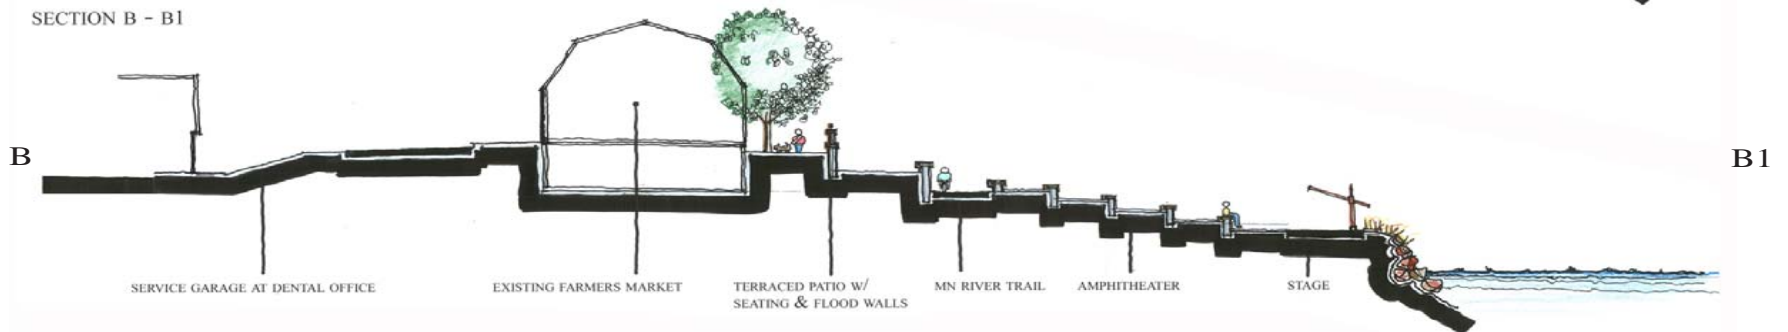 SECTION B - B1
B
B1
SERVICE GARAGE AT DENTAL OFFICE
EXISTING FARMERS MARKET
TERRACED PATIO W/
SEATING & FLOOD WALLS
MN RIVER TRAIL
AMPHITHEATER
STAGE